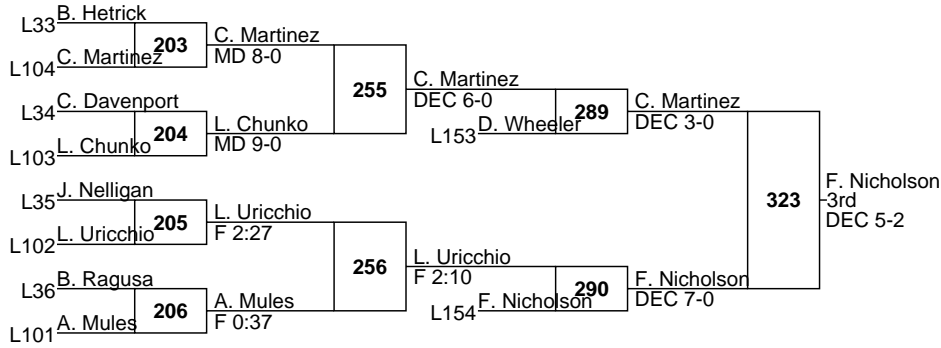 B. Hetrick
L33
203
C. Martinez
MD 8-0
L104
C. Martinez
255
C. Martinez
DEC 6-0
C. Davenport
L34
204
L. Chunko
MD 9-0
L103
L. Chunko
L153
D. Wheeler
289
C. Martinez
DEC 3-0
J. Nelligan
L35
205
L. Uricchio
F 2:27
L102
L. Uricchio
256
L. Uricchio
F 2:10
B. Ragusa
L36
206
A. Mules
F 0:37
L101
A. Mules
L154
F. Nicholson
290
F. Nicholson
DEC 7-0
323
F. Nicholson
3rd
DEC 5-2